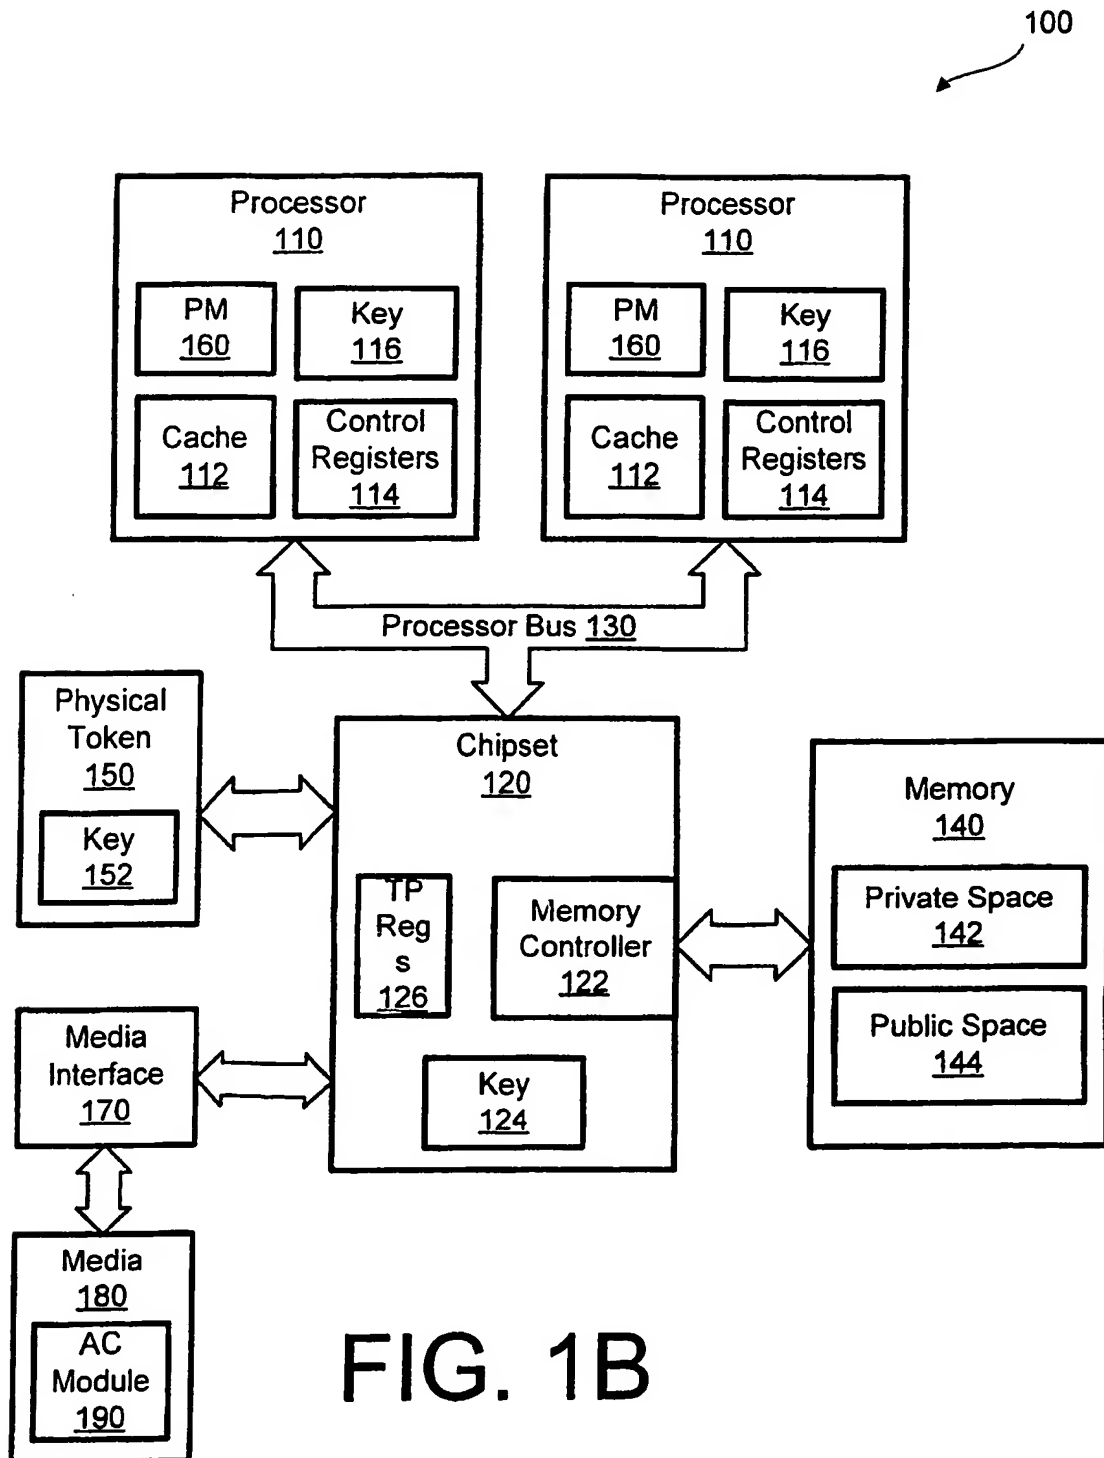 100
Processor
110
PM
160
Key
116
Cache
112
Control
Registers
114
Processor
110
PM
160
Key
116
Cache
112
Control
Registers
114
Processor Bus 130
Physical
Token
150
Key
152
Chipset
120
TP
Reg
s
126
Memory
Controller
122
Key
124
Memory
140
Private Space
142
Public Space
144
Media
Interface
170
Media
180
AC
Module
190
FIG. 1B